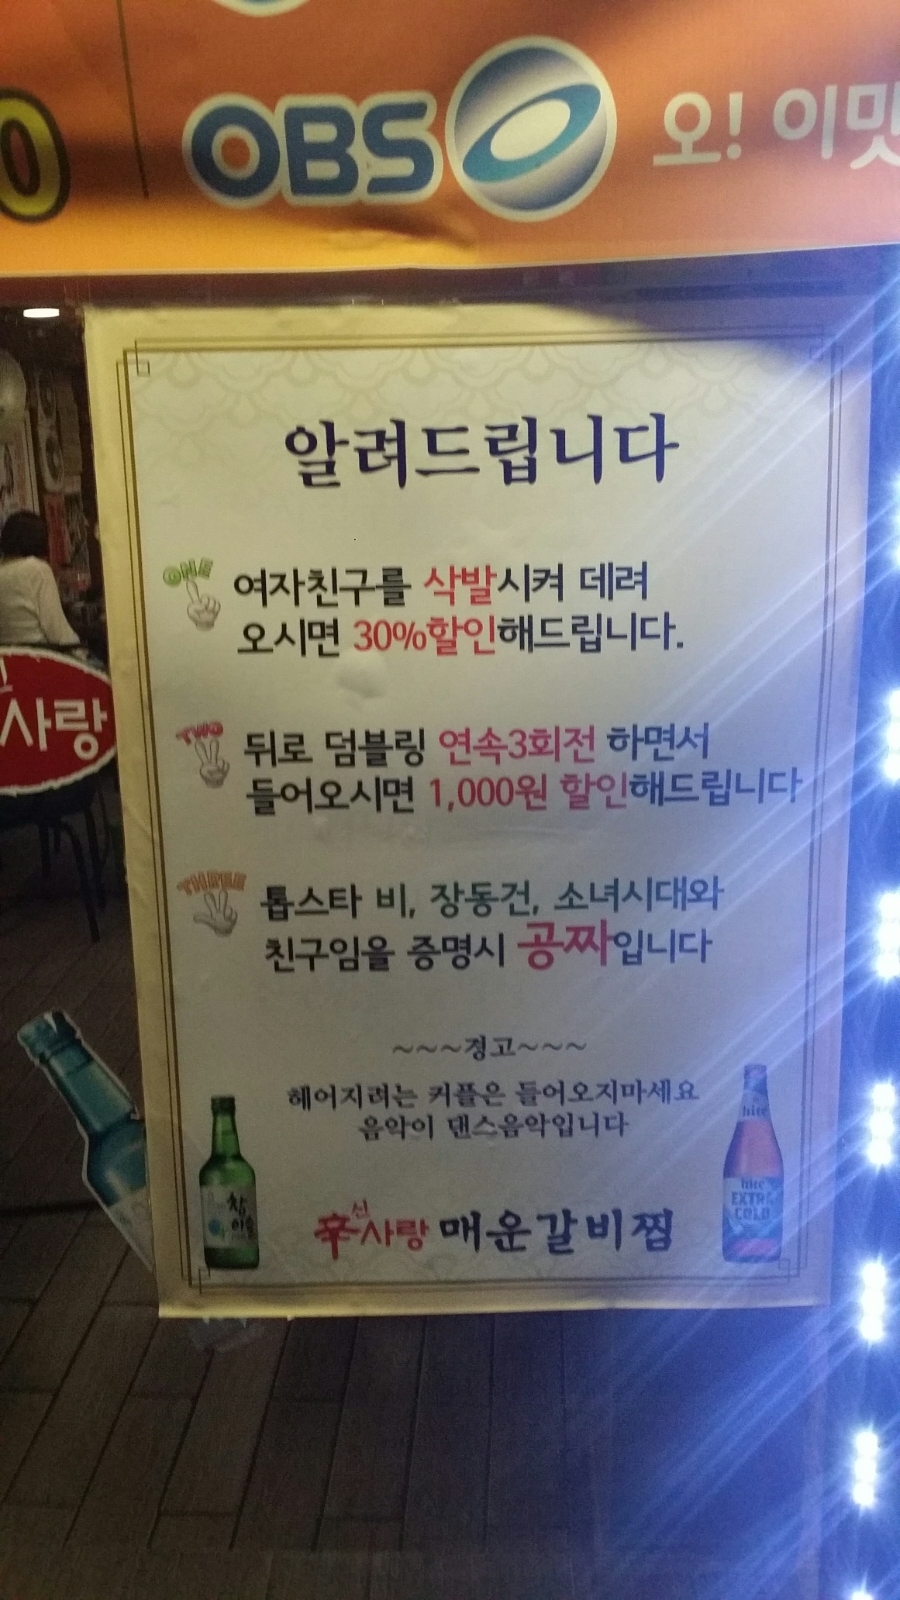 OBS 오! 이맛
알려드립니다
ONE
여자친구를 삭발시켜 데려
오시면 30%할인해드립니다.
TWO
뒤로 덤블링 연속3회전 하면서
들어오시면 1,000원 할인해드립니다
THREE
톱스타 비, 장동건, 소녀시대와
친구임을 증명시 공짜입니다
~~~경고~~~
헤어지려는 커플은 들어오지마세요
음악이 댄스음악입니다
辛신사랑 매운갈비찜
참이슬
hite
hite
EXTRA
COLD
사랑